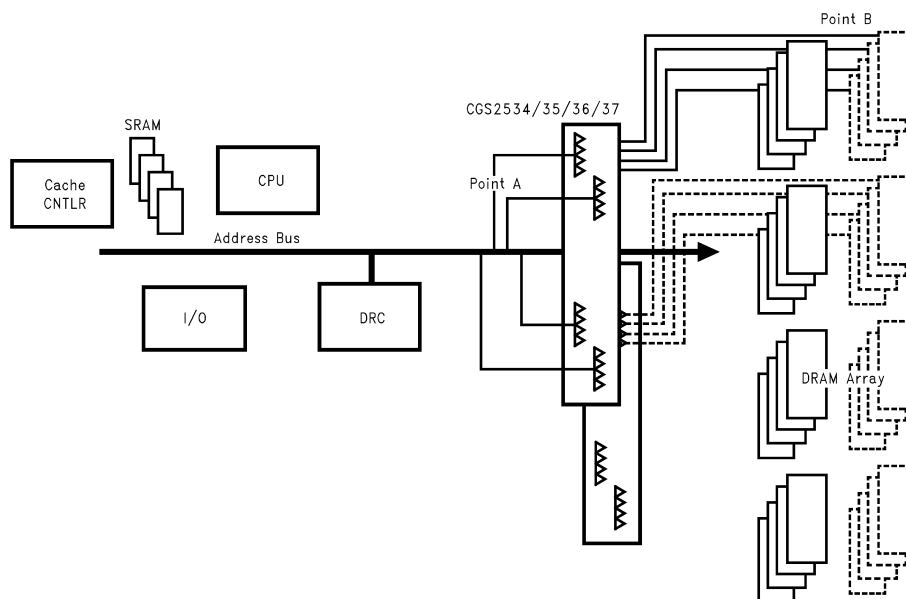 Point B
CGS2534/35/36/37
SRAM
Cache
CNTLR
CPU
Point A
Address Bus
I/O
DRC
DRAM Array